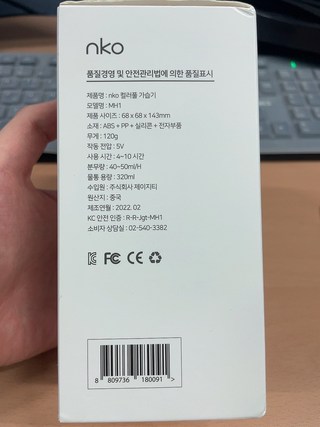 nko
품질경영 및 안전관리법에 의한 품질표시
제품명 : nko 컬러풀 가습기
모델명 : MH1
제품 사이즈 : 68 x 68 x 143mm
소재 : ABS + PP + 실리콘 + 전자부품
무게 : 120g
작동 전압 : 5V
사용 시간 : 4~10 시간
분무량 : 40~50ml/H
물통 용량 : 320ml
수입원 : 주식회사 제이지티
원산지 : 중국
제조연월 : 2022. 02
KC 안전 인증 : R-R-Jgt-MH1
소비자 상담실 : 02-540-3382
FC CE
8 809736 180091 >